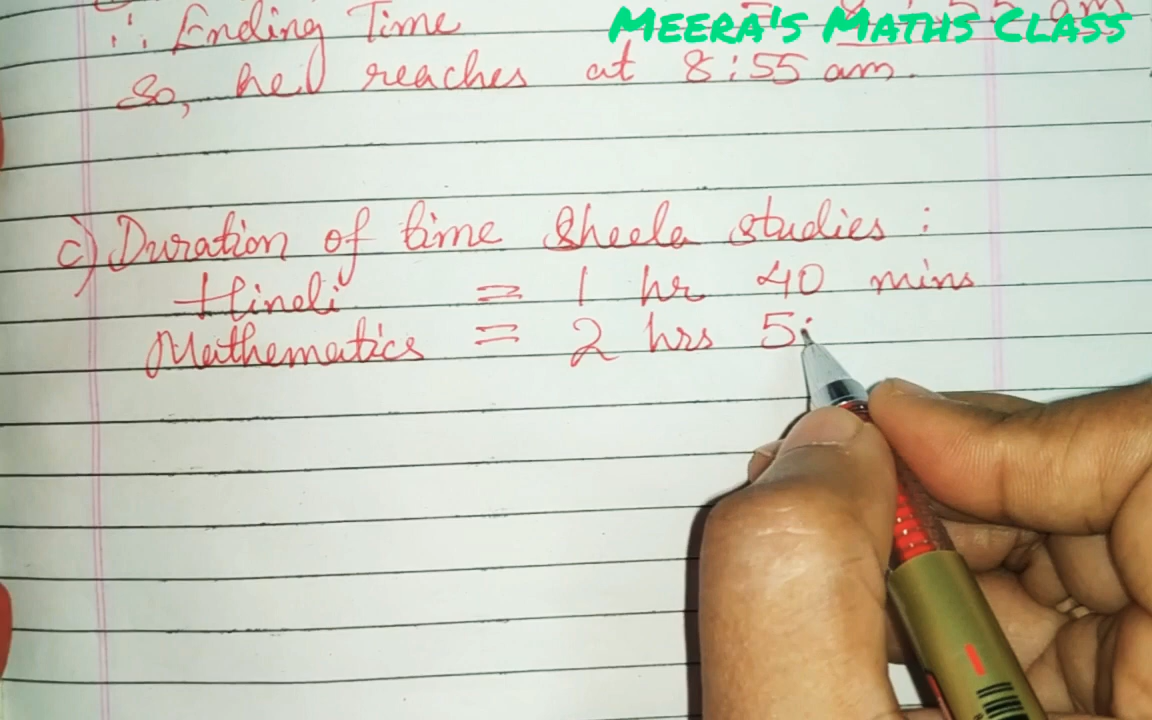 ∴ Ending Time =
MEERA'S MATHS CLASS
So, he reaches at 8:55 am.
c) Duration of time Sheela studies :
Hindi = 1 hr 40 mins
Mathematics = 2 hrs 5